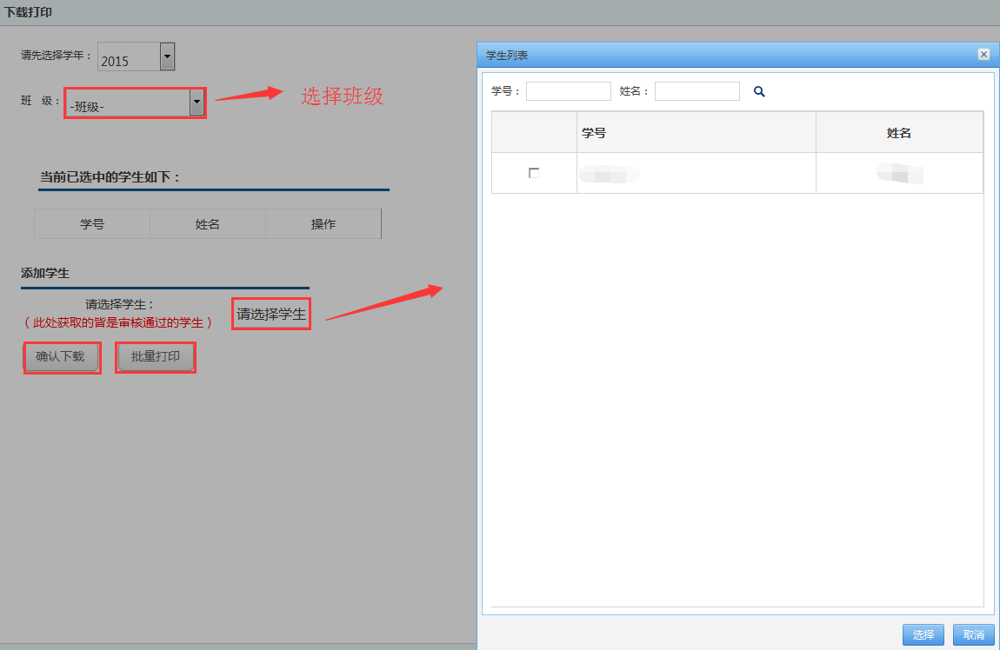 下载打印
请先选择学年： 2015
班 级： -班级-
选择班级
当前已选中的学生如下：
学号 姓名 操作
添加学生
请选择学生：
（此处获取的皆是审核通过的学生）
请选择学生
确认下载 批量打印
学生列表
学号： 姓名：
学号 姓名
选择 取消